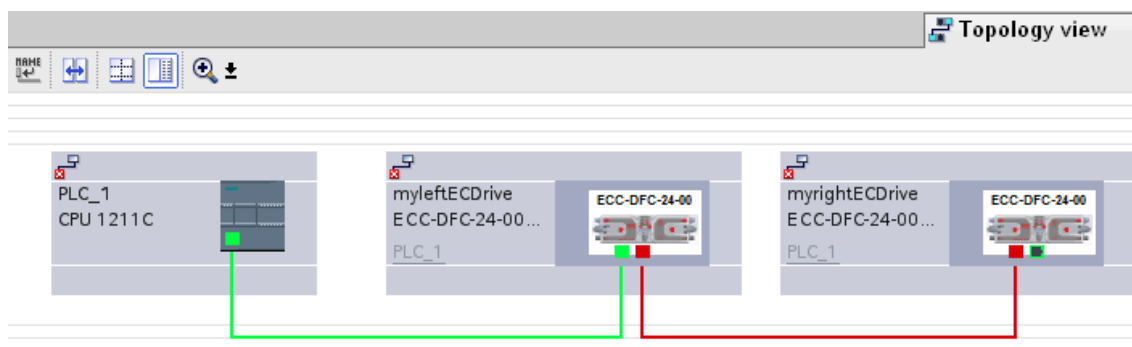 Topology view
NAME
PLC_1
CPU 1211C
myleftECDrive
ECC-DFC-24-00...
PLC_1
ECC-DFC-24-00
myrightECDrive
ECC-DFC-24-00...
PLC_1
ECC-DFC-24-00